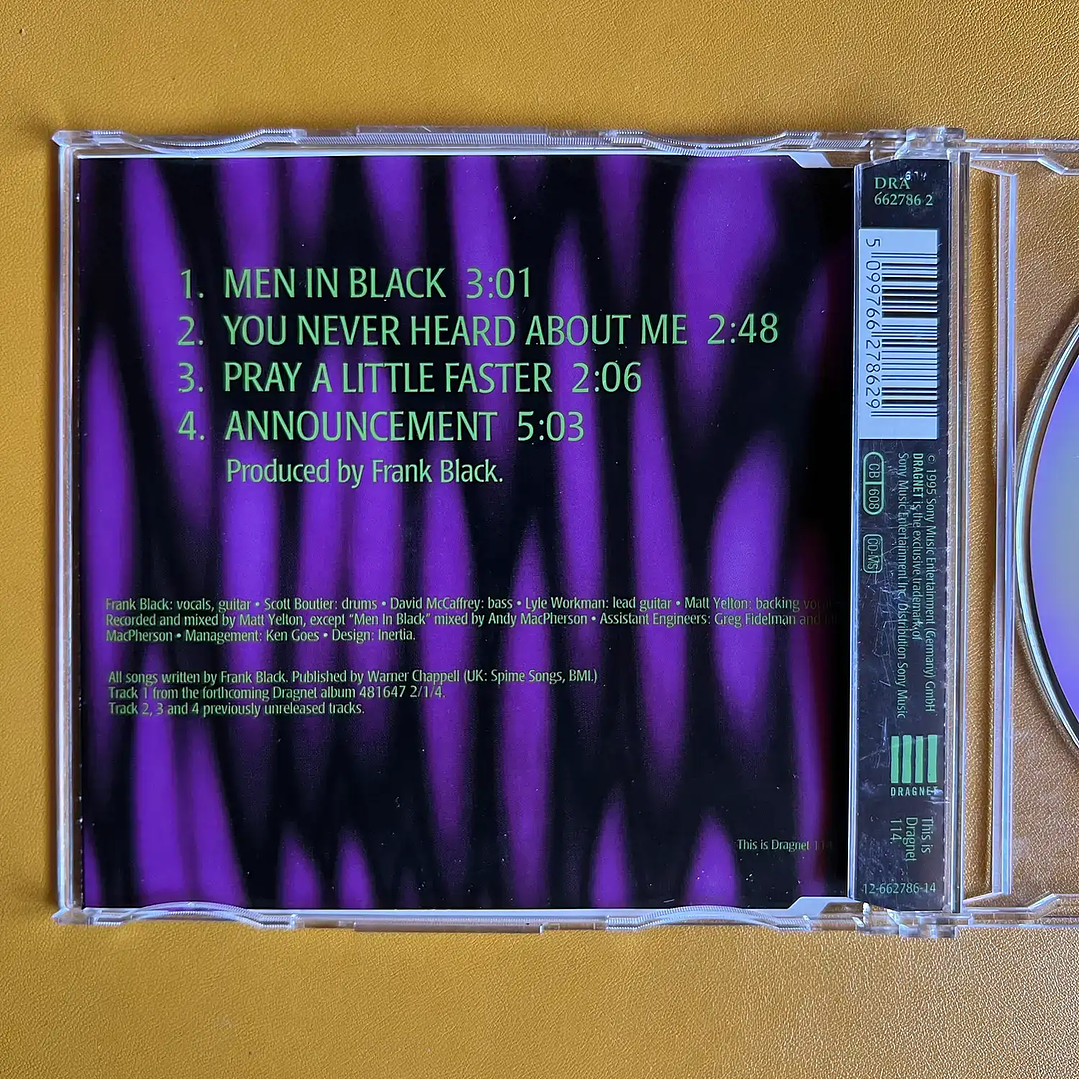 1. MEN IN BLACK 3:01
2. YOU NEVER HEARD ABOUT ME 2:48
3. PRAY A LITTLE FASTER 2:06
4. ANNOUNCEMENT 5:03
Produced by Frank Black.
Frank Black: vocals, guitar • Scott Boutier: drums • David McCaffrey: bass • Lyle Workman: lead guitar • Matt Yelton: backing
Recorded and mixed by Matt Yelton, except "Men In Black" mixed by Andy MacPherson • Assistant Engineers: Greg Fidelman and
MacPherson • Management: Ken Goes • Design: Inertia.
All songs written by Frank Black. Published by Warner Chappell (UK: Spime Songs, BMI.)
Track 1 from the forthcoming Dragnet album 481647 2/1/4.
Track 2, 3 and 4 previously unreleased tracks.
This is Dragnet 114.
DRA
662786 2
5 099766 278629
© 1995 Sony Music Entertainment (Germany) GmbH
DRAGNET is the exclusive trademark of
Sony Music Entertainment Inc./Distribution Sony Music
CB 608
CD-MS
DRAGNET
This is
Dragnet
114.
12-662786-14